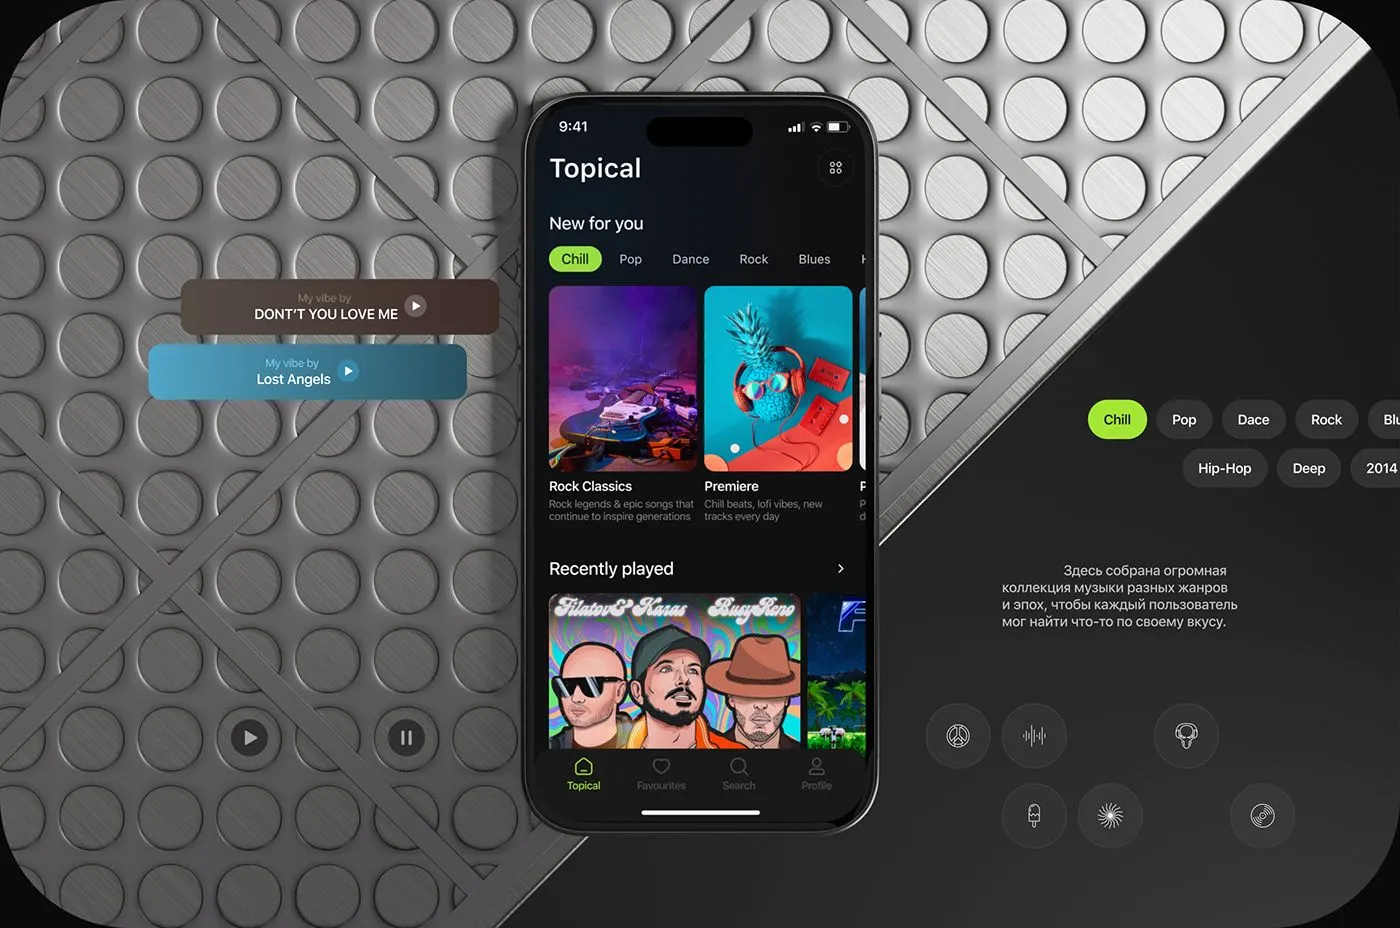 9:41
Topical
New for you
Chill Pop Dance Rock Blues
Rock Classics
Rock legends & epic songs that
continue to inspire generations
Premiere
Chill beats, lofi vibes, new
tracks every day
Recently played
Filatov & Karas BusyReno
Topical Favourites Search Profile
My vibe by
DONT'T YOU LOVE ME
My vibe by
Lost Angels
Chill Pop Dace Rock Blu
Hip-Hop Deep 2014
Здесь собрана огромная
коллекция музыки разных жанров
и эпох, чтобы каждый пользователь
мог найти что-то по своему вкусу.